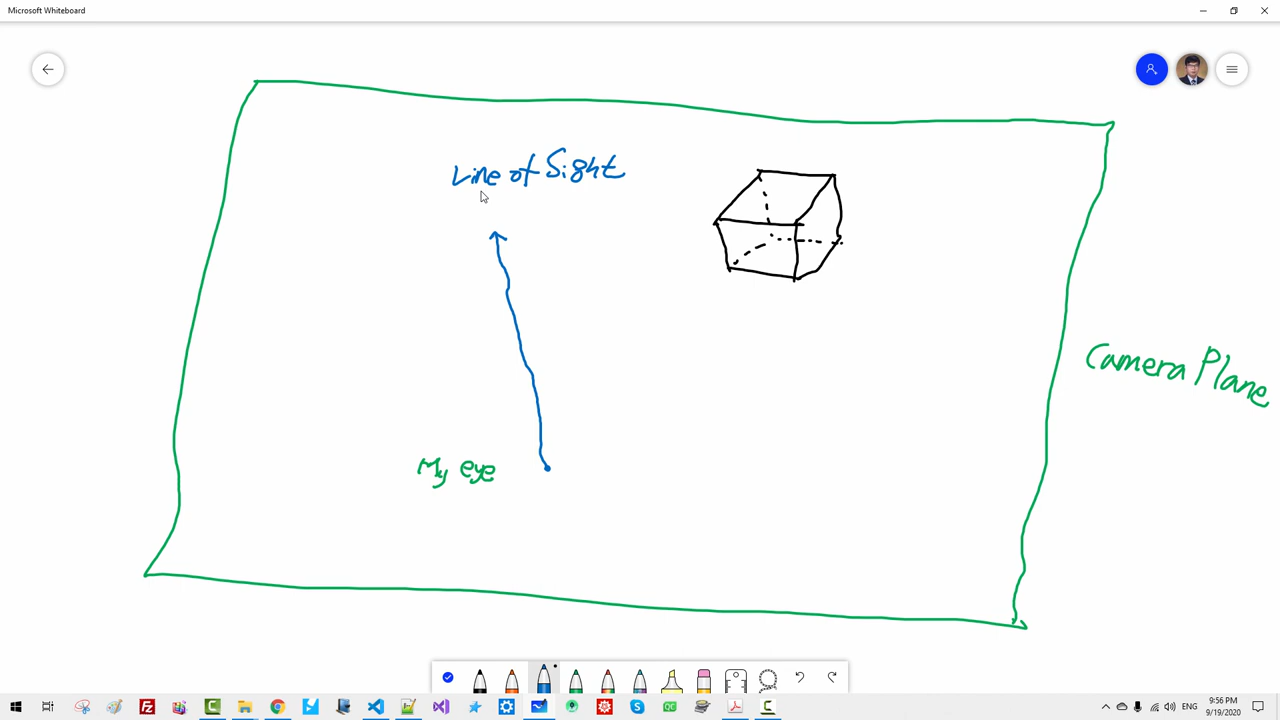 Microsoft Whiteboard
Line of Sight
Camera Plane
My eye
ENG
9:56 PM
9/19/2020